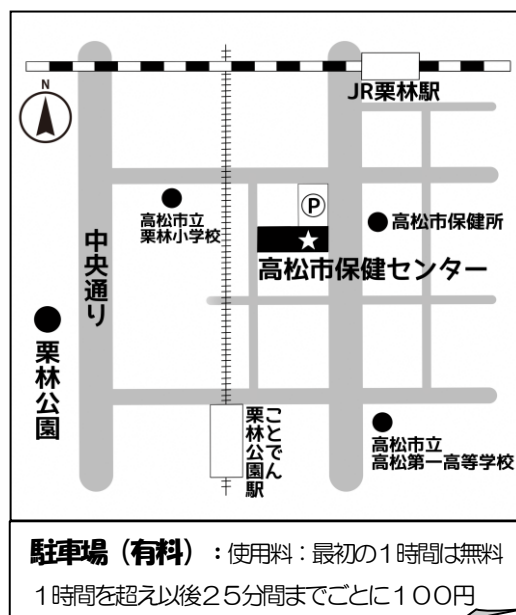 N
JR栗林駅
P
高松市立
栗林小学校
高松市保健所
中央通り
高松市保健センター
栗林公園
ことでん
栗林公園駅
高松市立
高松第一高等学校
駐車場（有料）：使用料：最初の１時間は無料
１時間を超え以後２５分間までごとに１００円